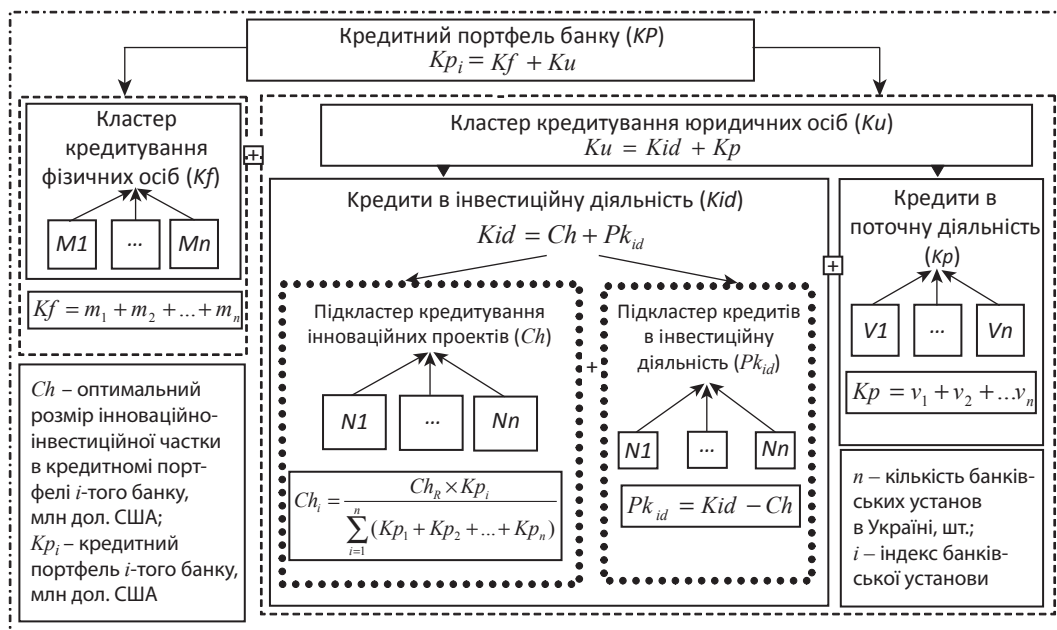 Кредитний портфель банку (KP)
Kp_i = Kf + Ku
Кластер
кредитування
фізичних осіб (Kf)
M1 ... Mn
Kf = m_1 + m_2 + ... + m_n
+
Кластер кредитування юридичних осіб (Ku)
Ku = Kid + Kp
Кредити в інвестиційну діяльність (Kid)
Kid = Ch + Pk_id
Підкластер кредитування
інноваційних проектів (Ch)
N1 ... Nn
Ch_i = \frac{Ch_R × Kp_i}{\sum_{i=1}^{n} (Kp_1 + Kp_2 + ... + Kp_n)}
+
Підкластер кредитів
в інвестиційну
діяльність (Pk_id)
N1 ... Nn
Pk_id = Kid – Ch
+
Кредити в
поточну діяльність
(Kp)
V1 ... Vn
Kp = v_1 + v_2 + ...v_n
Ch – оптимальний
розмір інноваційно-
інвестиційної частки
в кредитномі порт-
фелі i-того банку,
млн дол. США;
Kp_i – кредитний
портфель i-того банку,
млн дол. США
n – кількість банків-
ських установ
в Україні, шт.;
i – індекс банків-
ської установи